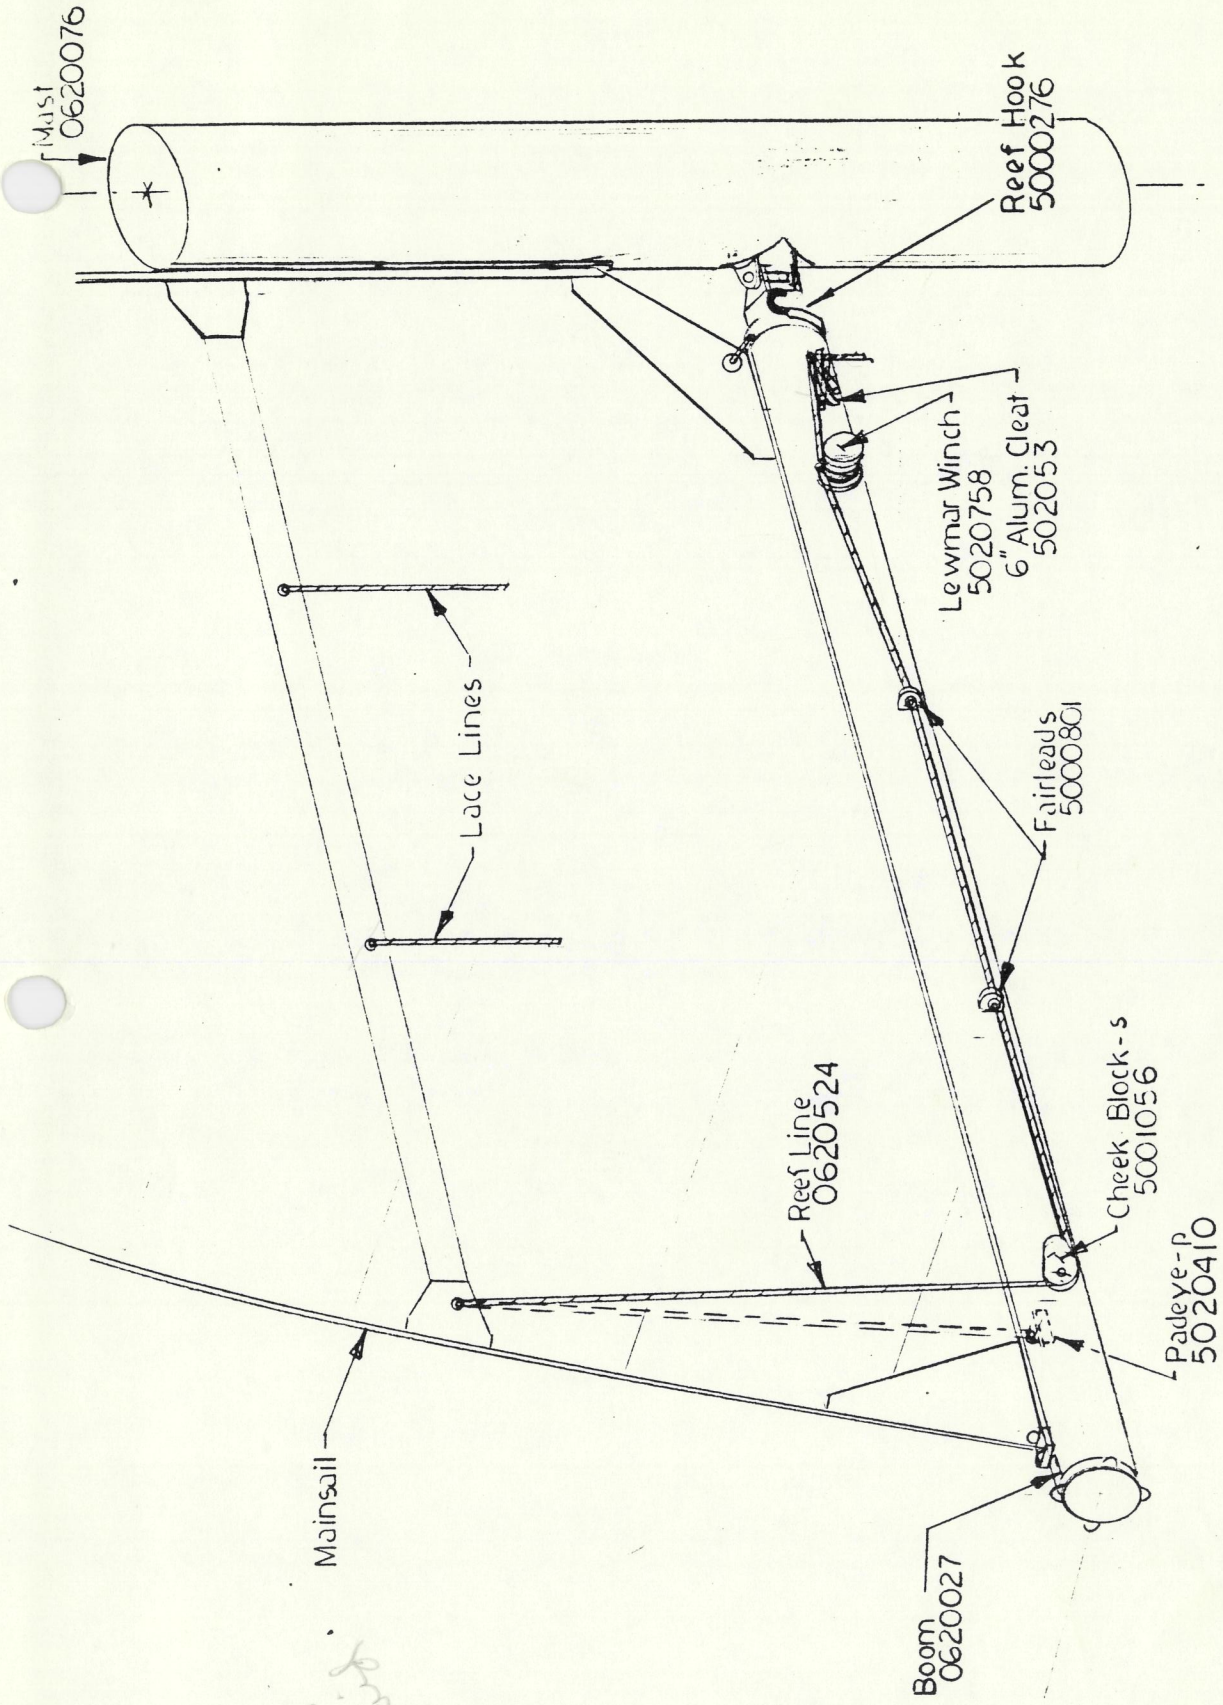 Mast
0620076
Reef Hook
5000276
Lewmar Winch
5020758
6" Alum. Cleat
502053
Lace Lines
Fairleads
5000801
Reef Line
0620524
Cheek Block-s
5001056
Padeye-p
5020410
Mainsail
Boom
0620027